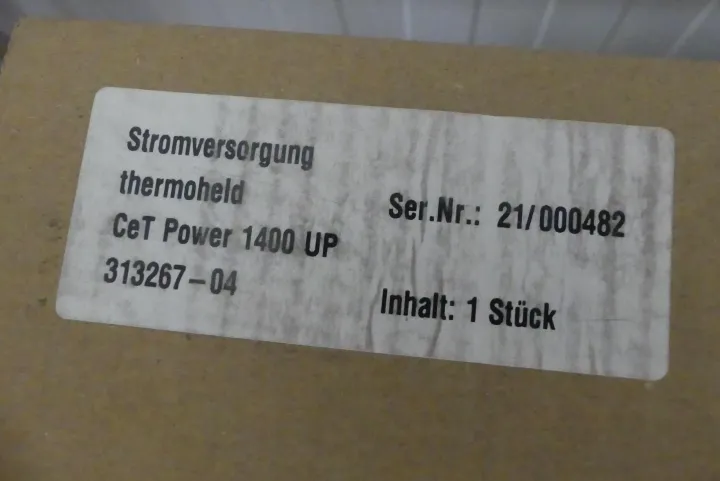 Stromversorgung
thermoheld
CeT Power 1400 UP
313267-04
Ser.Nr.: 21/000482
Inhalt: 1 Stück